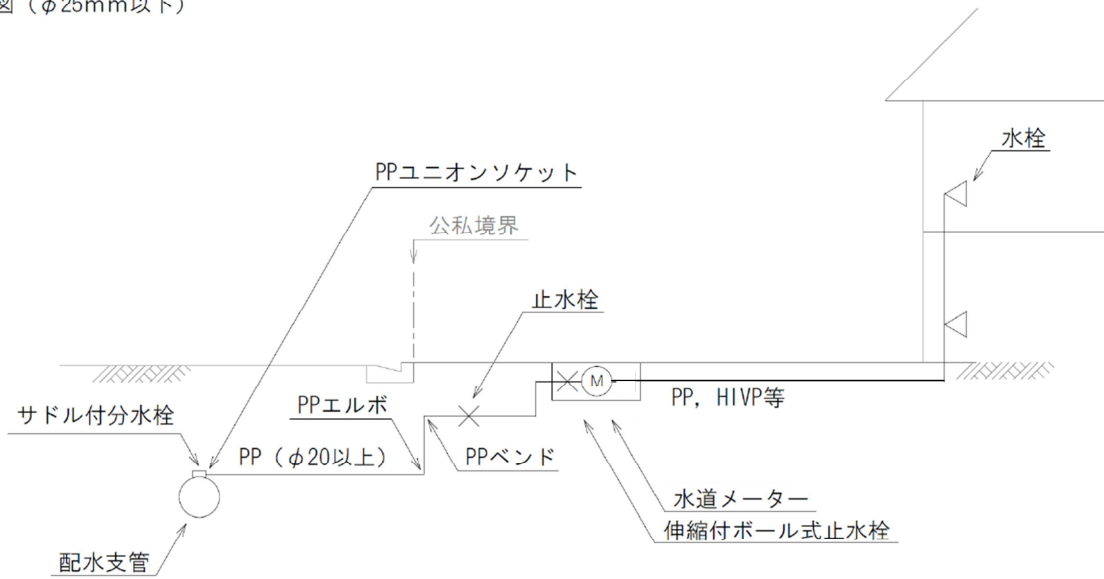 図（φ25mm以下）
水栓
PPユニオンソケット
公私境界
止水栓
M
PP, HIVP等
PPエルボ
サドル付分水栓
PP（φ20以上）
PPベンド
水道メーター
伸縮付ボール式止水栓
配水支管